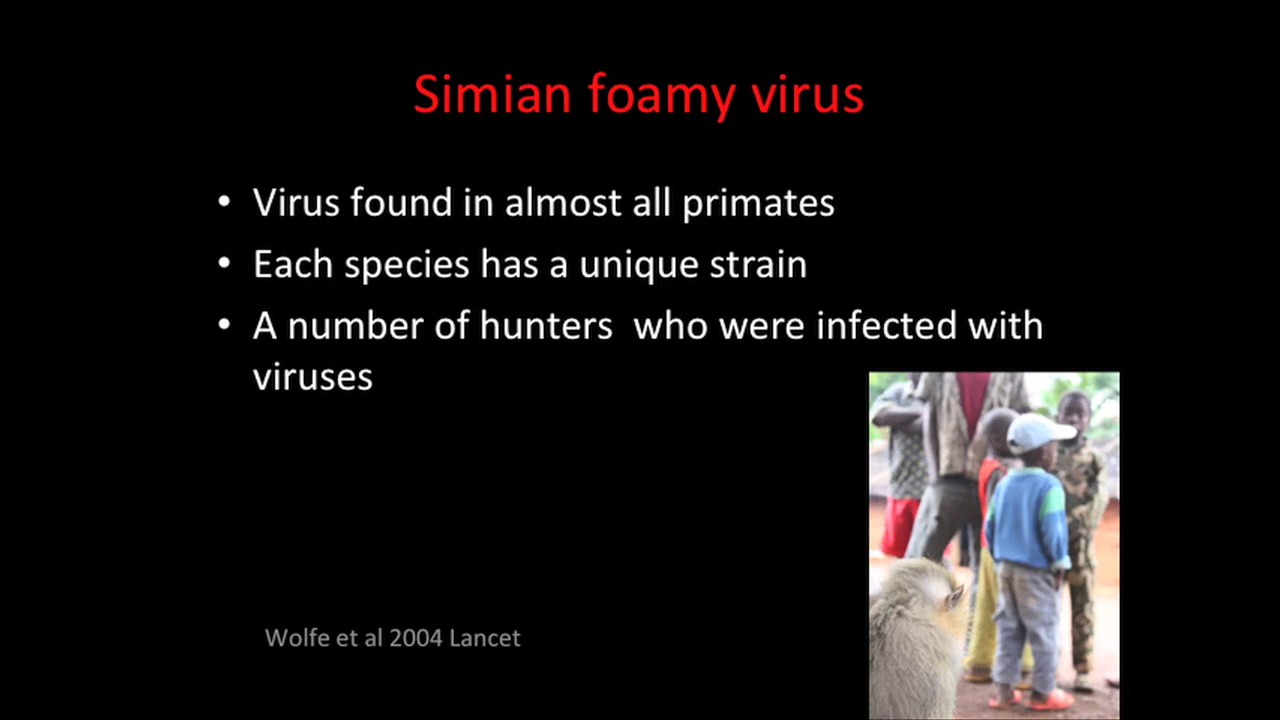 Simian foamy virus
• Virus found in almost all primates
• Each species has a unique strain
• A number of hunters  who were infected with
viruses
Wolfe et al 2004 Lancet